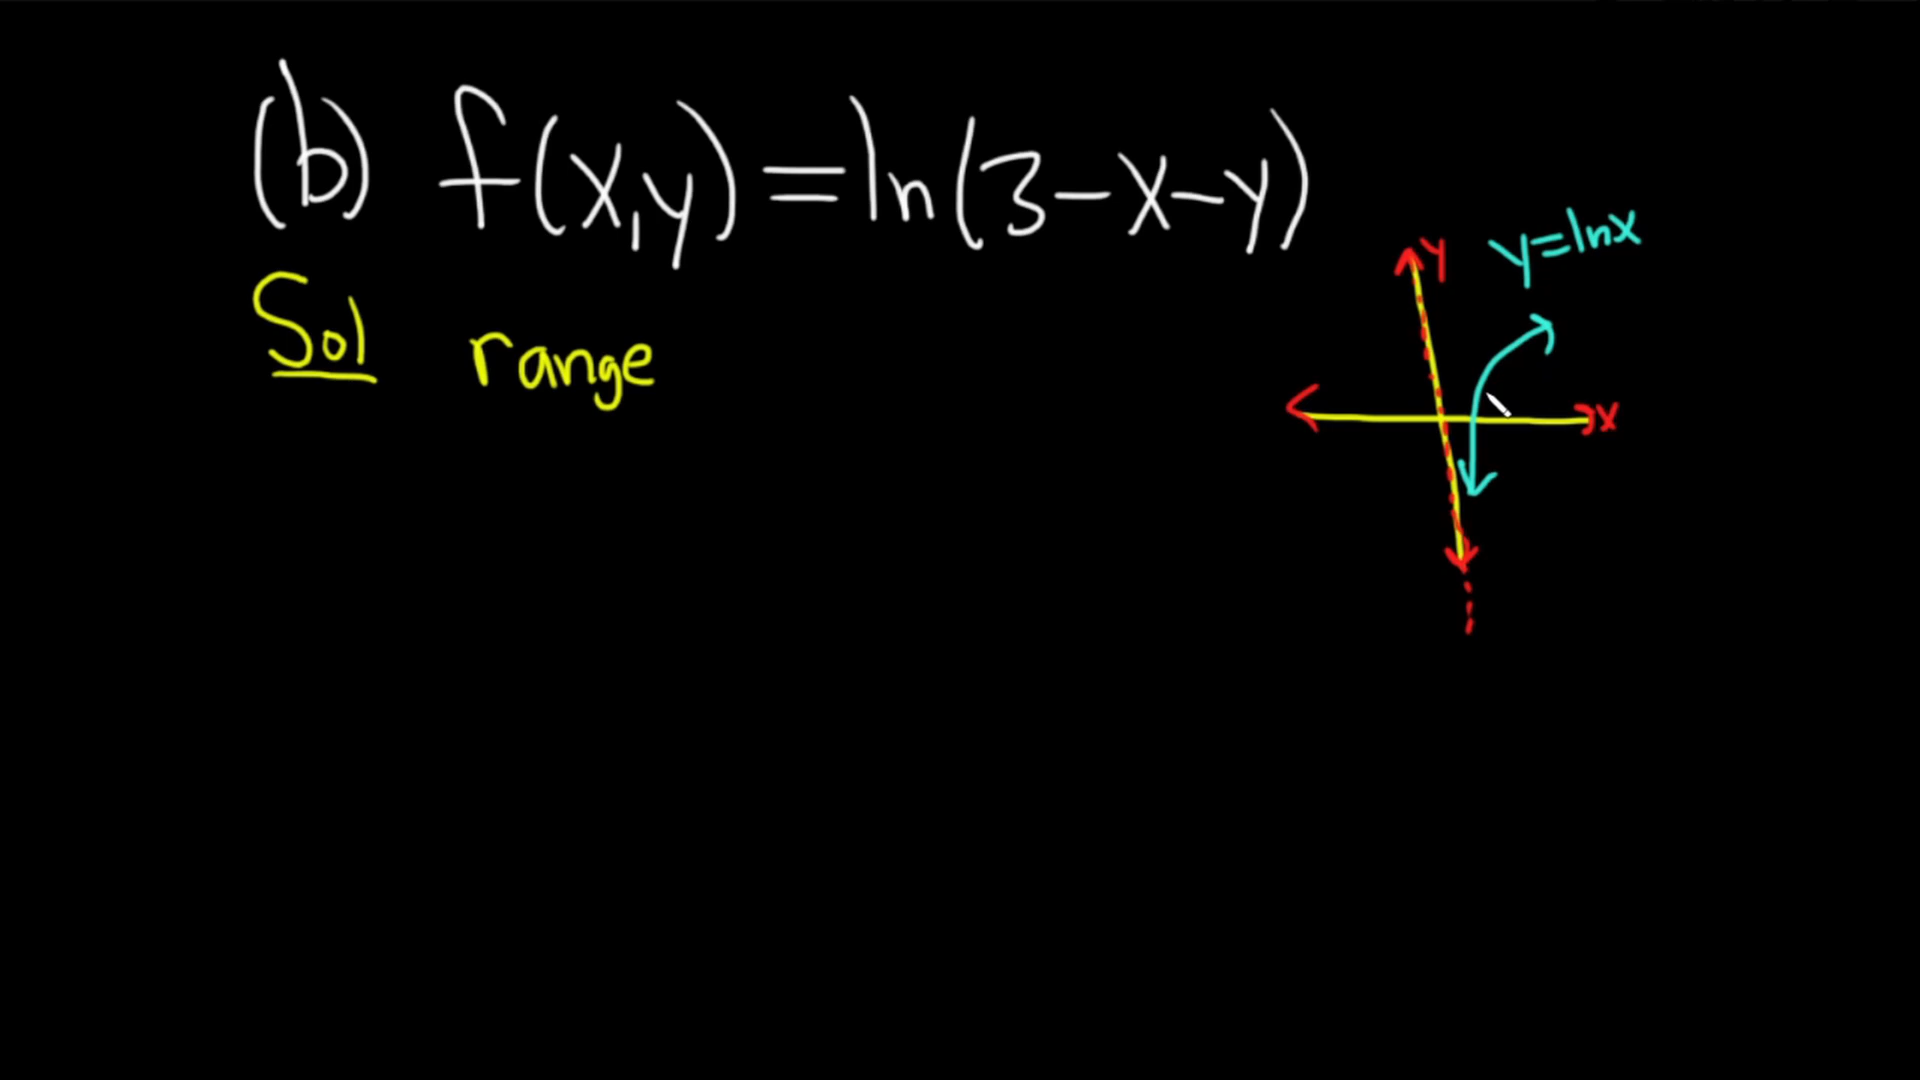 (b) f(x,y)=ln(3-x-y)
y=lnx
y
Sol range
x